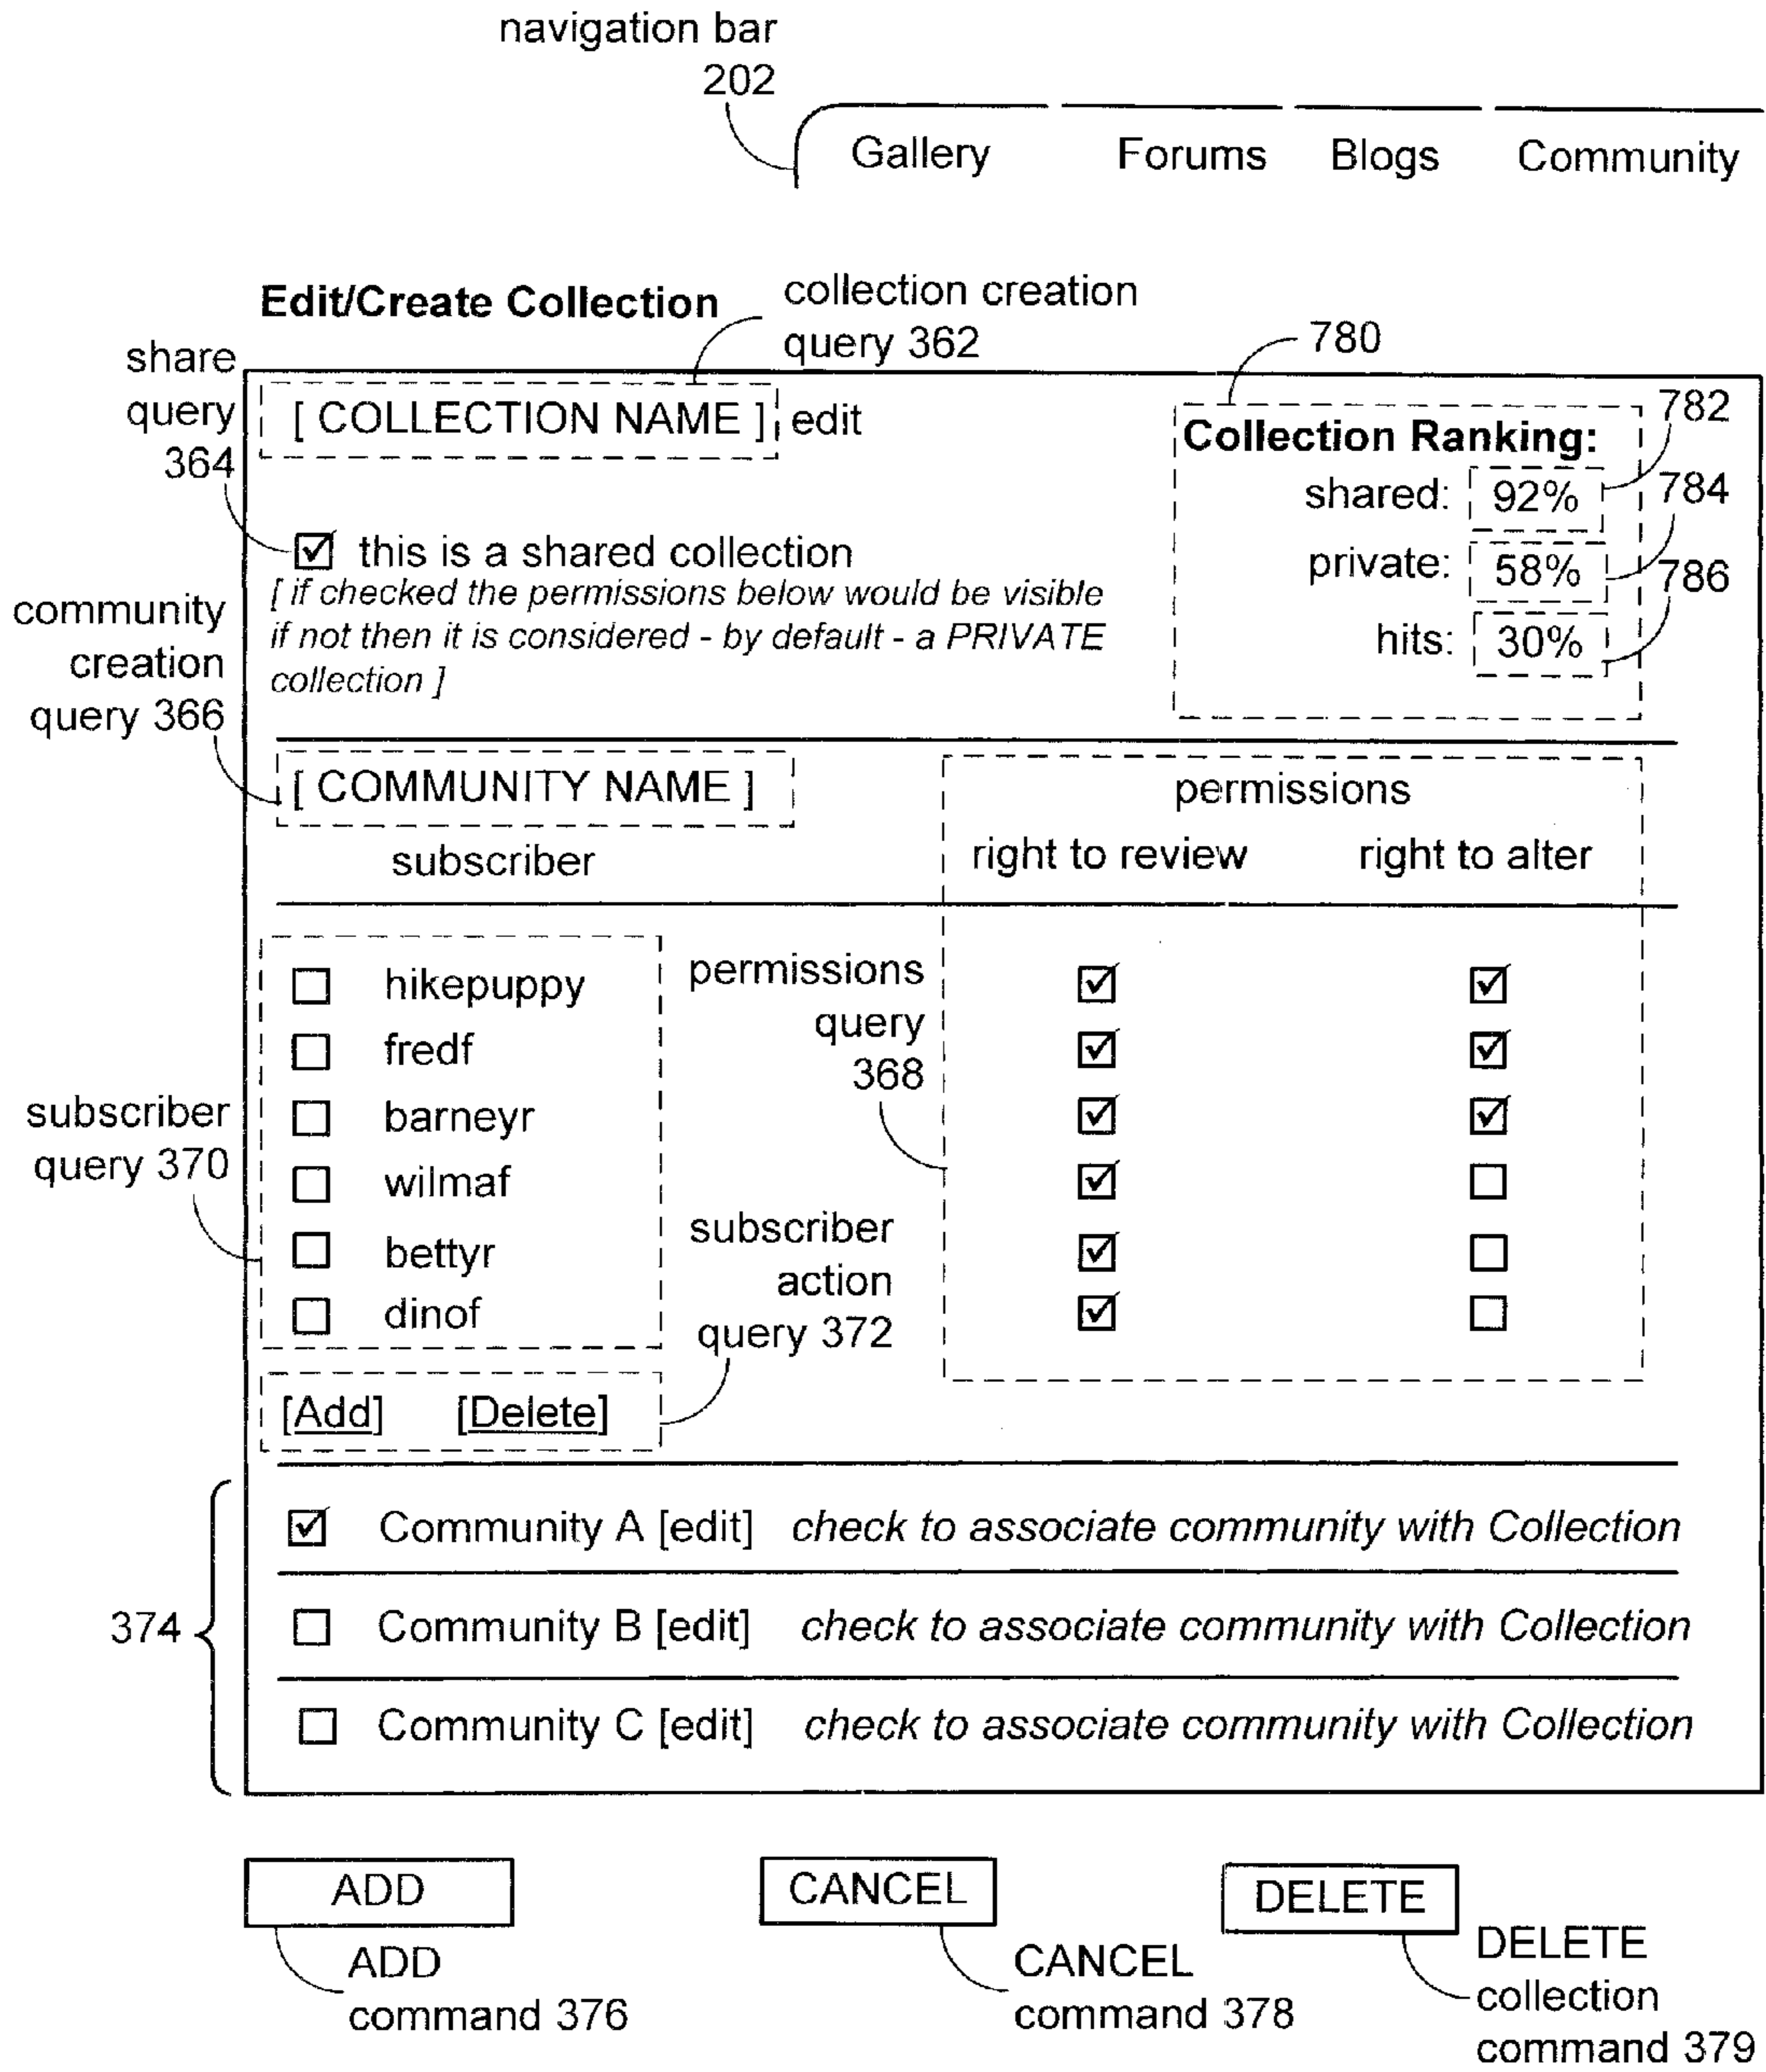 navigation bar
202
Gallery Forums Blogs Community
Edit/Create Collection
collection creation
query 362
780
share
query
364
[ COLLECTION NAME ] edit
Collection Ranking:
782
shared: 92%
784
private: 58%
786
hits: 30%
this is a shared collection
[ if checked the permissions below would be visible
if not then it is considered - by default - a PRIVATE
collection ]
community
creation
query 366
[ COMMUNITY NAME ]
permissions
subscriber
right to review right to alter
hikepuppy
fredf
barneyr
wilmaf
bettyr
dinof
permissions
query
368
subscriber
query 370
subscriber
action
query 372
[Add] [Delete]
374
Community A [edit] check to associate community with Collection
Community B [edit] check to associate community with Collection
Community C [edit] check to associate community with Collection
ADD
CANCEL
DELETE
ADD
command 376
CANCEL
command 378
DELETE
collection
command 379